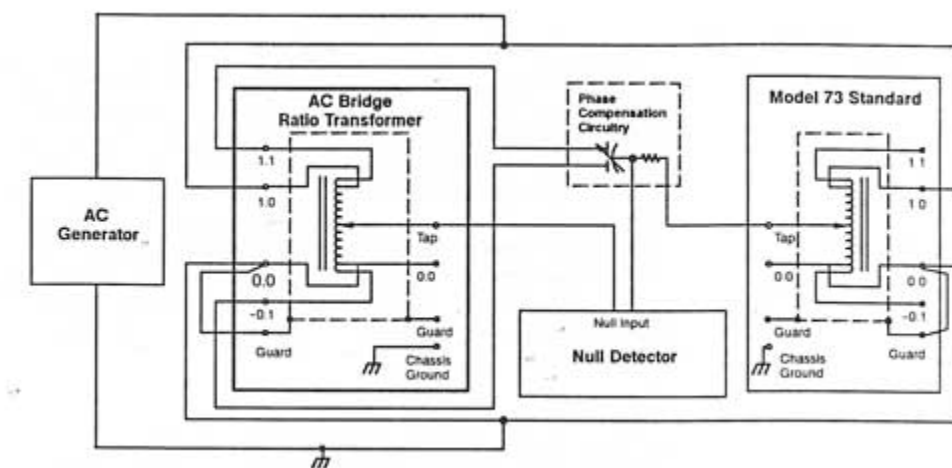 AC
Generator
AC Bridge
Ratio Transformer
1.1
1.0
0.0
-0.1
Guard
Tap
0.0
Guard
Chassis
Ground
Phase
Compensation
Circuitry
Null Input
Null Detector
Model 73 Standard
Tap
0.0
Guard
Chassis
Ground
1.1
1.0
0.0
-0.1
Guard